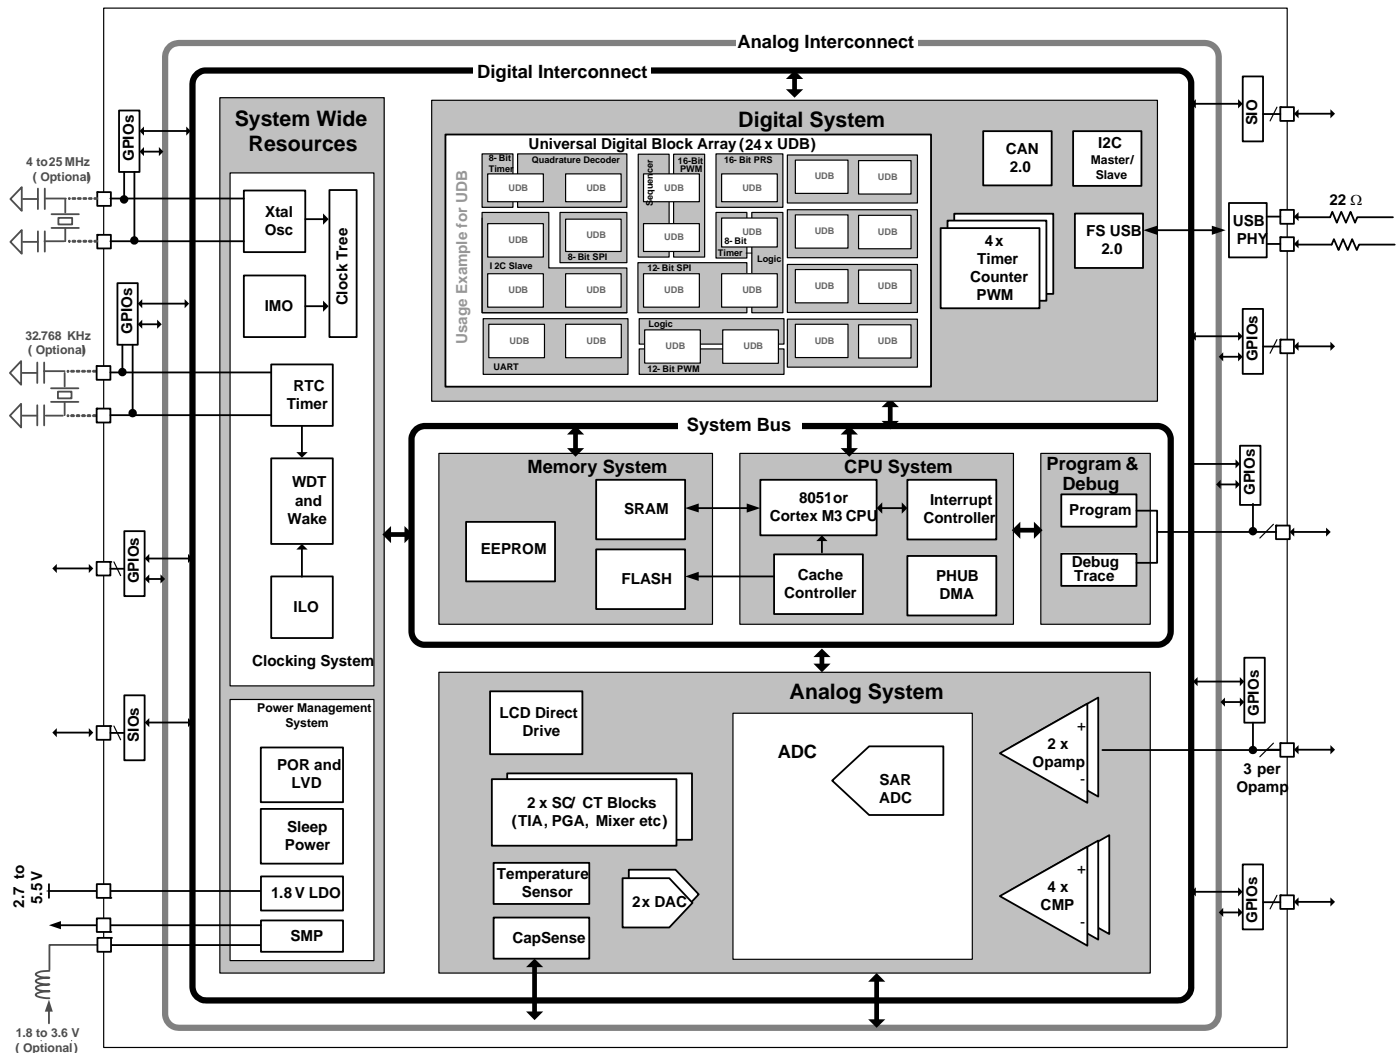 Analog Interconnect
Digital Interconnect
System Wide
Resources
GPIOs
4 to 25 MHz
( Optional)
Xtal
Osc
Clock Tree
IMO
GPIOs
32.768 KHz
( Optional)
RTC
Timer
WDT
and
Wake
GPIOs
ILO
Clocking System
SIOs
Power Management
System
POR and
LVD
Sleep
Power
2.7 to
5.5 V
1.8 V LDO
SMP
1.8 to 3.6 V
( Optional)
Digital System
Universal Digital Block Array (24 x UDB)
Usage Example for UDB
8- Bit
Timer
Quadrature Decoder
Sequencer
16-Bit
PWM
16- Bit PRS
UDB
UDB
UDB
UDB
UDB
UDB
UDB
UDB
UDB
UDB
UDB
UDB
I2C Slave
8- Bit SPI
12- Bit SPI
8- Bit
Timer
Logic
UDB
UDB
UDB
UDB
UDB
UDB
UDB
UDB
UDB
UDB
UDB
UDB
UART
Logic
12- Bit PWM
CAN
2.0
I2C
Master/
Slave
4 x
Timer
Counter
PWM
FS USB
2.0
SIO
USB
PHY
22 Ω
GPIOs
System Bus
Memory System
EEPROM
SRAM
FLASH
CPU System
8051 or
Cortex M3 CPU
Interrupt
Controller
Cache
Controller
PHUB
DMA
Program &
Debug
Program
Debug
Trace
GPIOs
Analog System
LCD Direct
Drive
2 x SC/ CT Blocks
(TIA, PGA, Mixer etc)
Temperature
Sensor
CapSense
2 x DAC
ADC
SAR
ADC
+
2 x
Opamp
-
+
4 x
CMP
-
GPIOs
3 per
Opamp
GPIOs